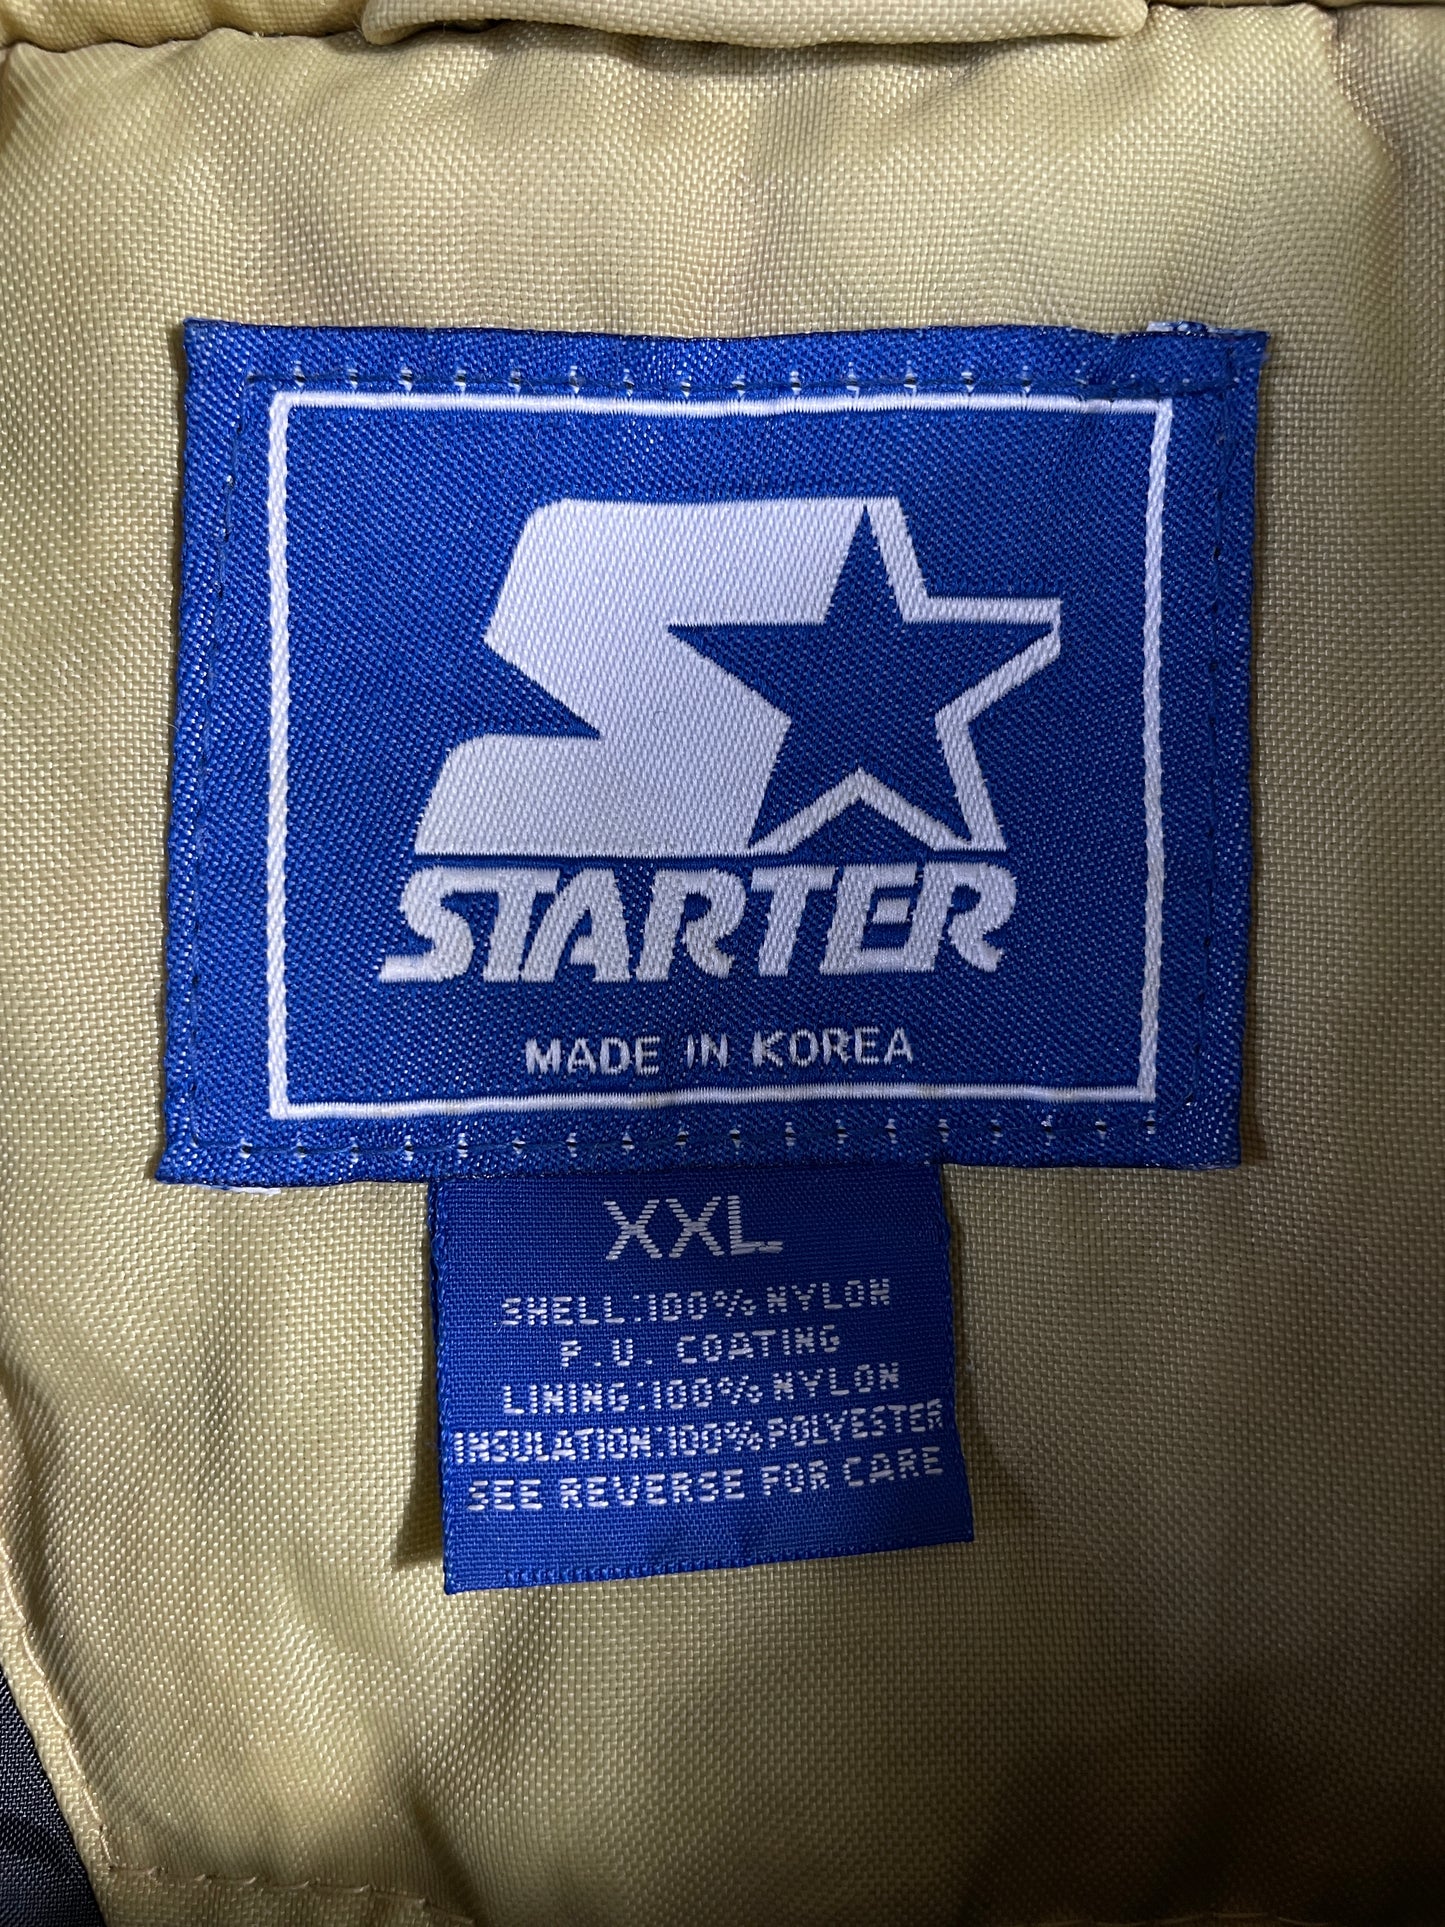 STARTER
MADE IN KOREA
XXL
SHELL:100% NYLON
P.U. COATING
LINING:100% NYLON
INSULATION:100% POLYESTER
SEE REVERSE FOR CARE